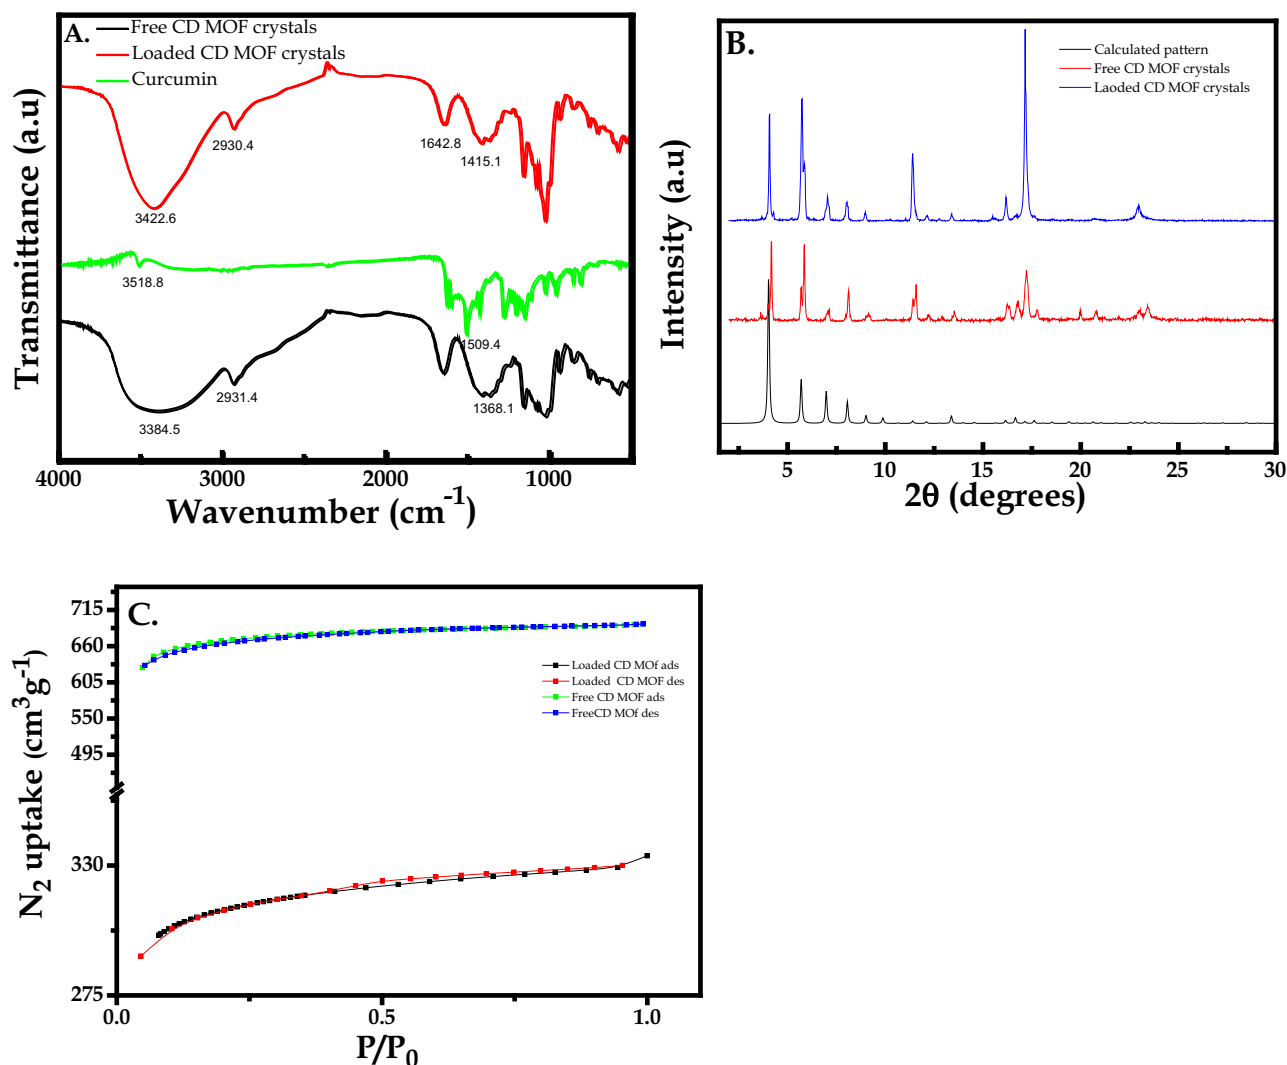 A.
Free CD MOF crystals
Loaded CD MOF crystals
Curcumin
2930.4
1642.8
1415.1
3422.6
3518.8
1509.4
2931.4
1368.1
3384.5
Transmittance (a.u)
4000 3000 2000 1000
Wavenumber (cm-1)
B.
Calculated pattern
Free CD MOF crystals
Laoded CD MOF crystals
Intensity (a.u)
5 10 15 20 25 30
2θ (degrees)
C.
715
660
605
550
495
330
275
Loaded CD MOf ads
Loaded CD MOF des
Free CD MOF ads
FreeCD MOf des
N2 uptake (cm3g-1)
0.0 0.5 1.0
P/P0